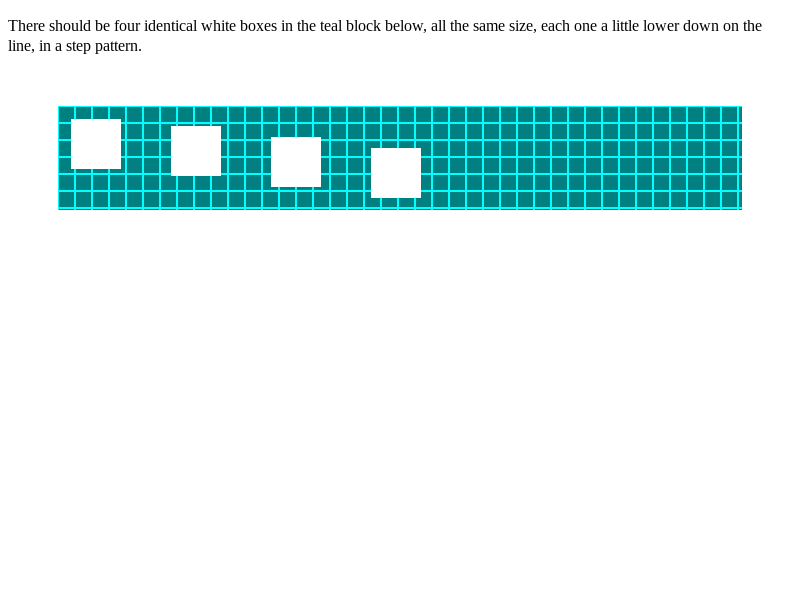 There should be four identical white boxes in the teal block below, all the same size, each one a little lower down on the
line, in a step pattern.